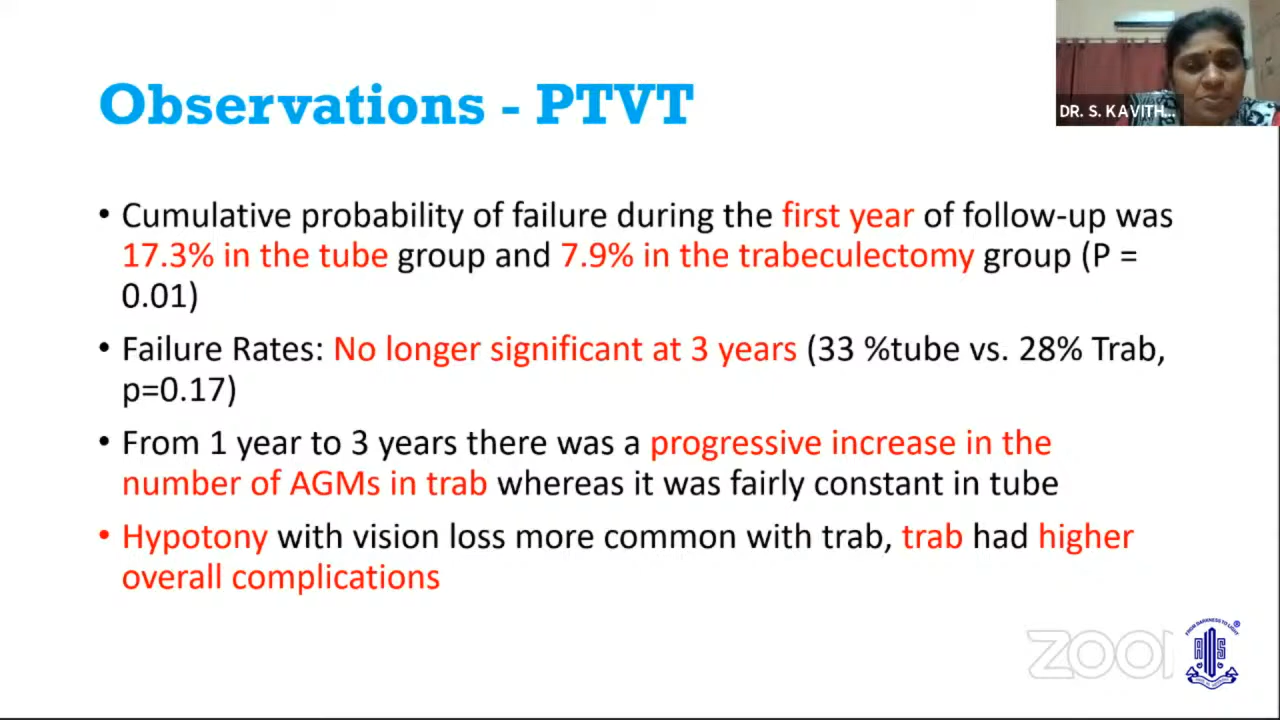 Observations - PTVT
DR. S. KAVITH...
• Cumulative probability of failure during the first year of follow-up was
17.3% in the tube group and 7.9% in the trabeculectomy group (P =
0.01)
• Failure Rates: No longer significant at 3 years (33 %tube vs. 28% Trab,
p=0.17)
• From 1 year to 3 years there was a progressive increase in the
number of AGMs in trab whereas it was fairly constant in tube
• Hypotony with vision loss more common with trab, trab had higher
overall complications
FROM DARKNESS TO LIGHT
®